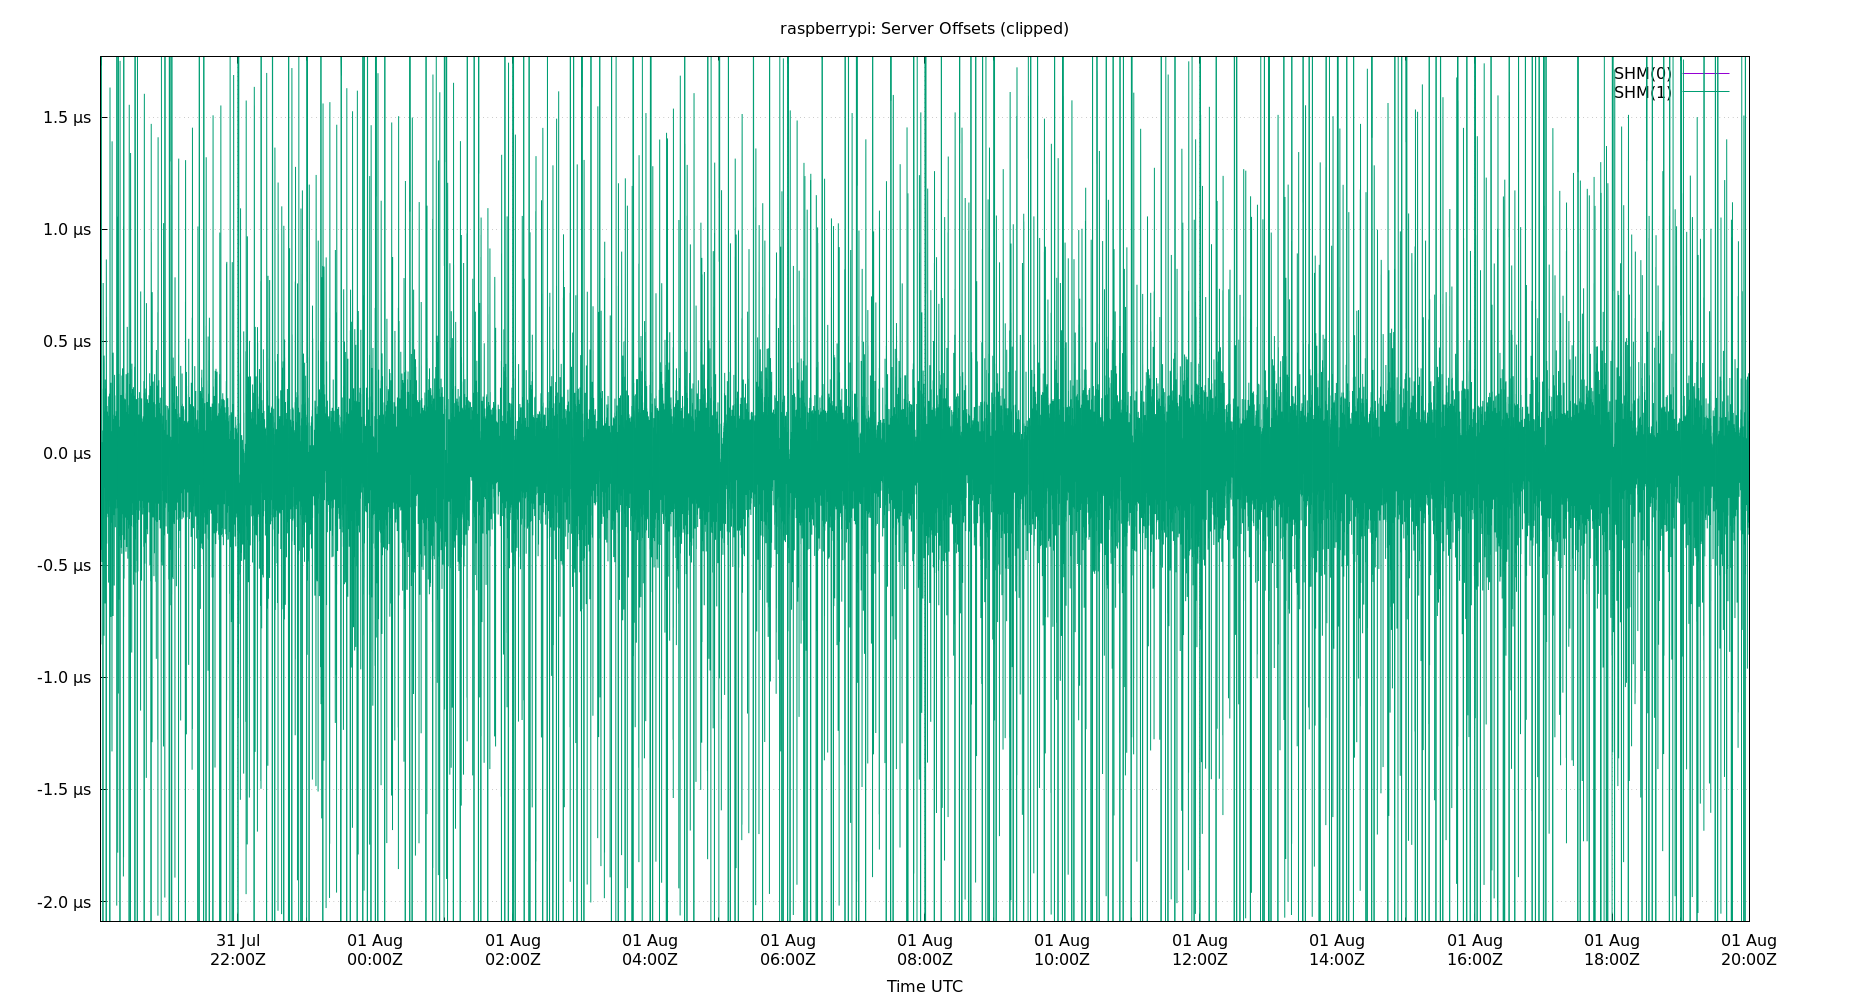 raspberrypi: Server Offsets (clipped)
SHM(0)
SHM(1)
1.5 µs
1.0 µs
0.5 µs
0.0 µs
-0.5 µs
-1.0 µs
-1.5 µs
-2.0 µs
31 Jul 01 Aug 01 Aug 01 Aug 01 Aug 01 Aug 01 Aug 01 Aug 01 Aug 01 Aug 01 Aug 01 Aug
22:00Z 00:00Z 02:00Z 04:00Z 06:00Z 08:00Z 10:00Z 12:00Z 14:00Z 16:00Z 18:00Z 20:00Z
Time UTC